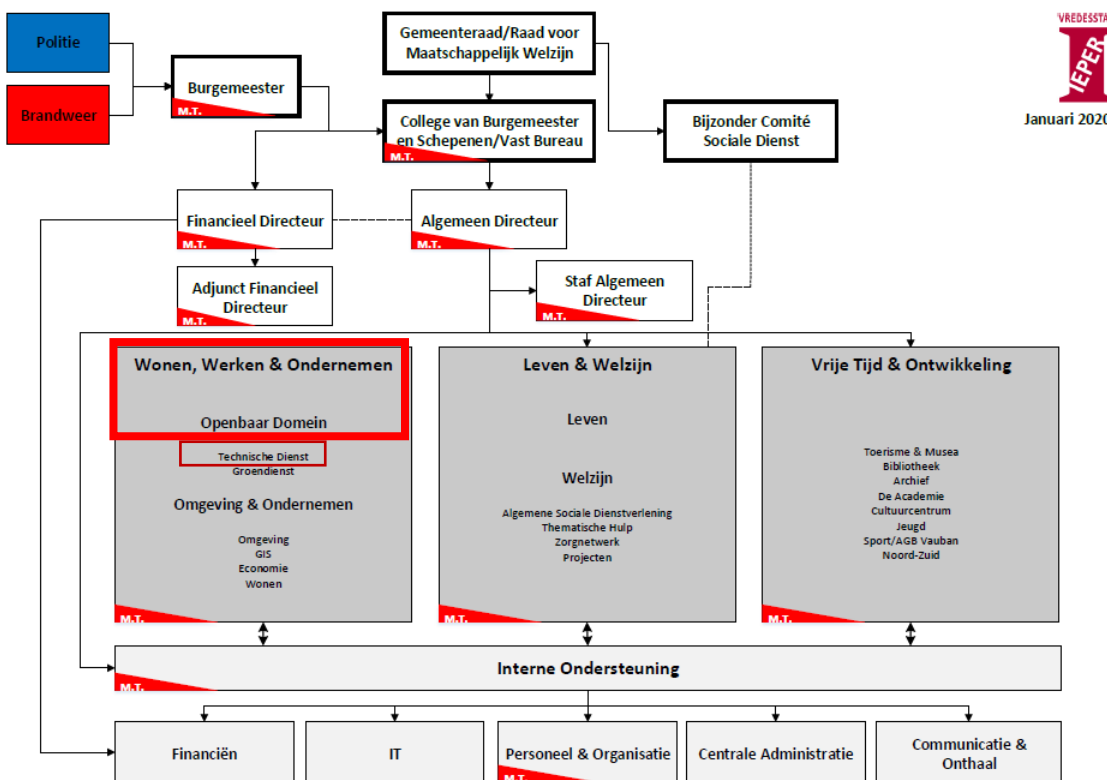 VREDESSTA
IEPER
Januari 2020
Politie
Brandweer
Burgemeester
M.T.
Gemeenteraad/Raad voor
Maatschappelijk Welzijn
College van Burgemeester
en Schepenen/Vast Bureau
M.T.
Bijzonder Comité
Sociale Dienst
Financieel Directeur
M.T.
Algemeen Directeur
M.T.
Adjunct Financieel
Directeur
M.T.
Staf Algemeen
Directeur
M.T.
Wonen, Werken & Ondernemen
Openbaar Domein
Technische Dienst
Groendienst
Omgeving & Ondernemen
Omgeving
GIS
Economie
Wonen
M.T.
Leven & Welzijn
Leven
Welzijn
Algemene Sociale Dienstverlening
Thematische Hulp
Zorgnetwerk
Projecten
M.T.
Vrije Tijd & Ontwikkeling
Toerisme & Musea
Bibliotheek
Archief
De Academie
Cultuurcentrum
Jeugd
Sport/AGB Vauban
Noord-Zuid
M.T.
Interne Ondersteuning
M.T.
Financiën
IT
Personeel & Organisatie
M.T.
Centrale Administratie
Communicatie &
Onthaal